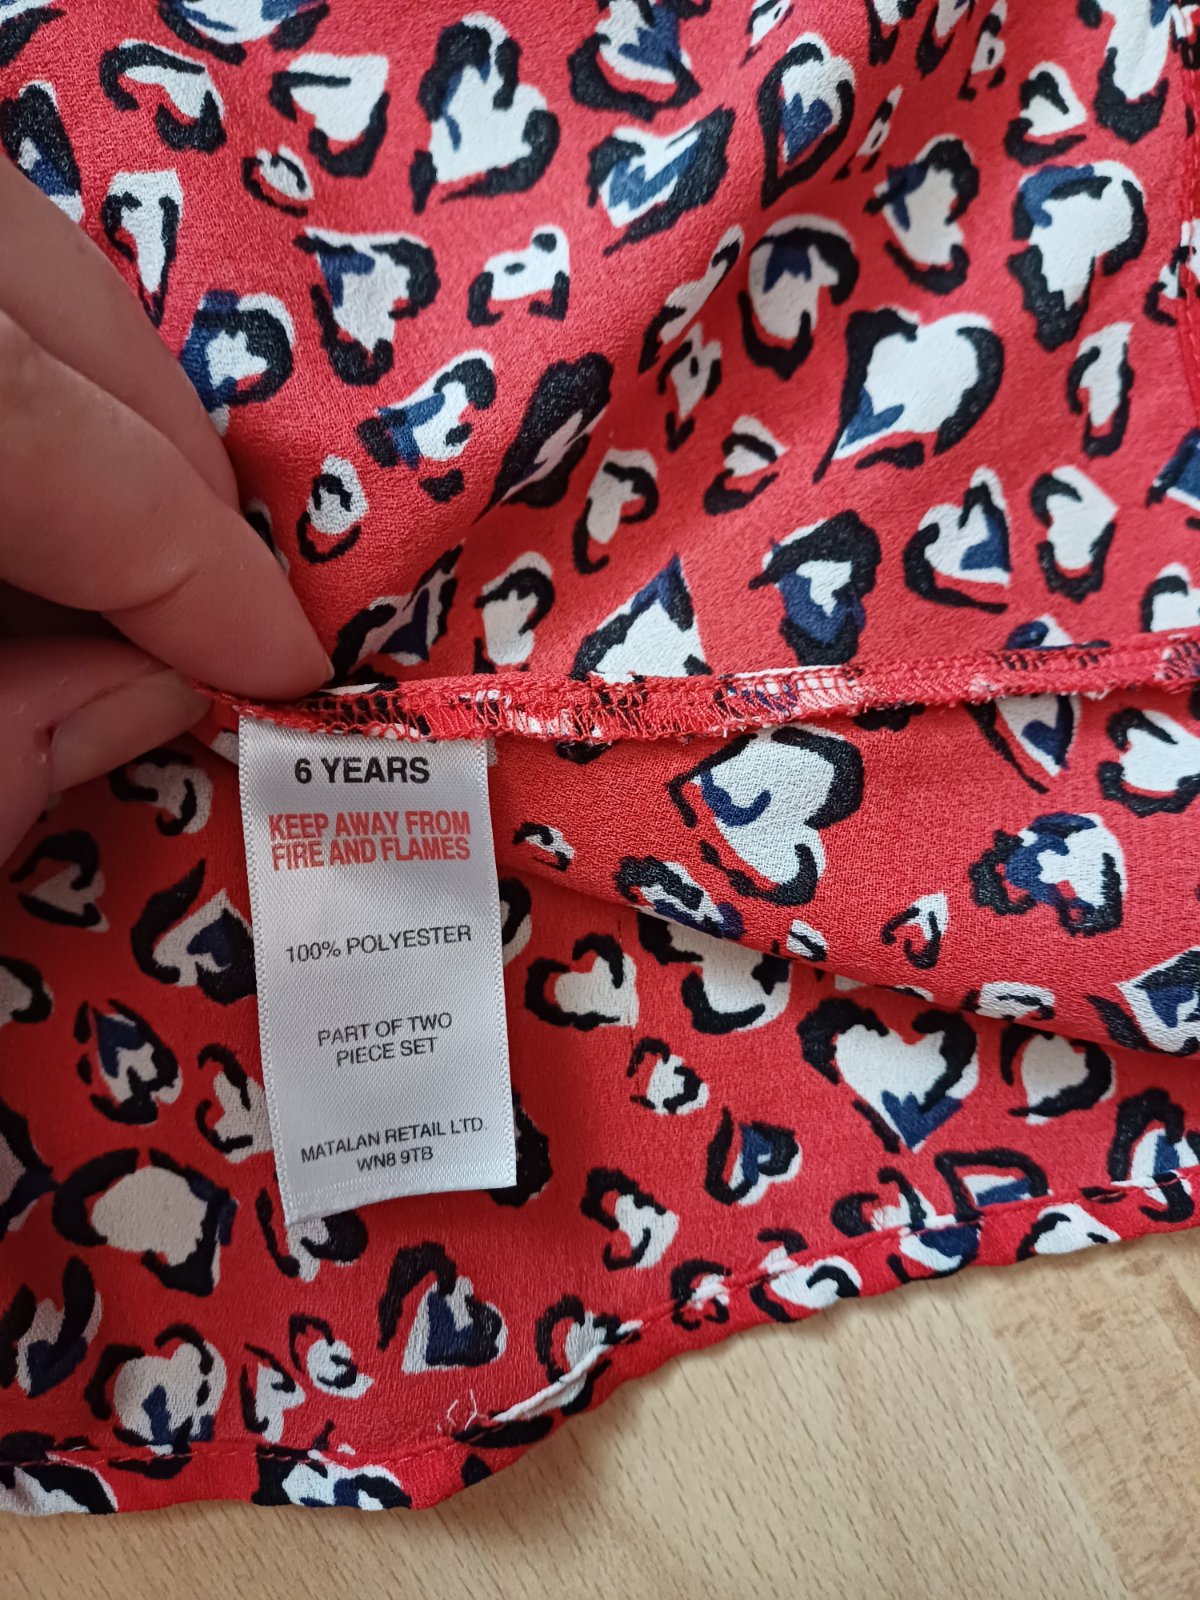 6 YEARS
KEEP AWAY FROM
FIRE AND FLAMES
100% POLYESTER
PART OF TWO
PIECE SET
MATALAN RETAIL LTD.
WN8 9TB